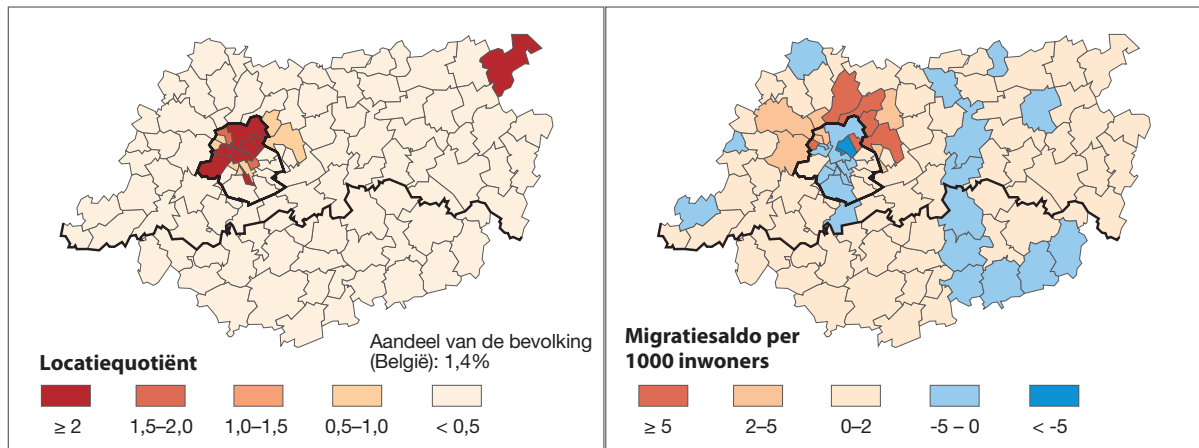 Locatiequotiënt
Aandeel van de bevolking
(België): 1,4%
≥ 2
1,5–2,0
1,0–1,5
0,5–1,0
< 0,5
Migratiesaldo per
1000 inwoners
≥ 5
2–5
0–2
-5 – 0
< -5